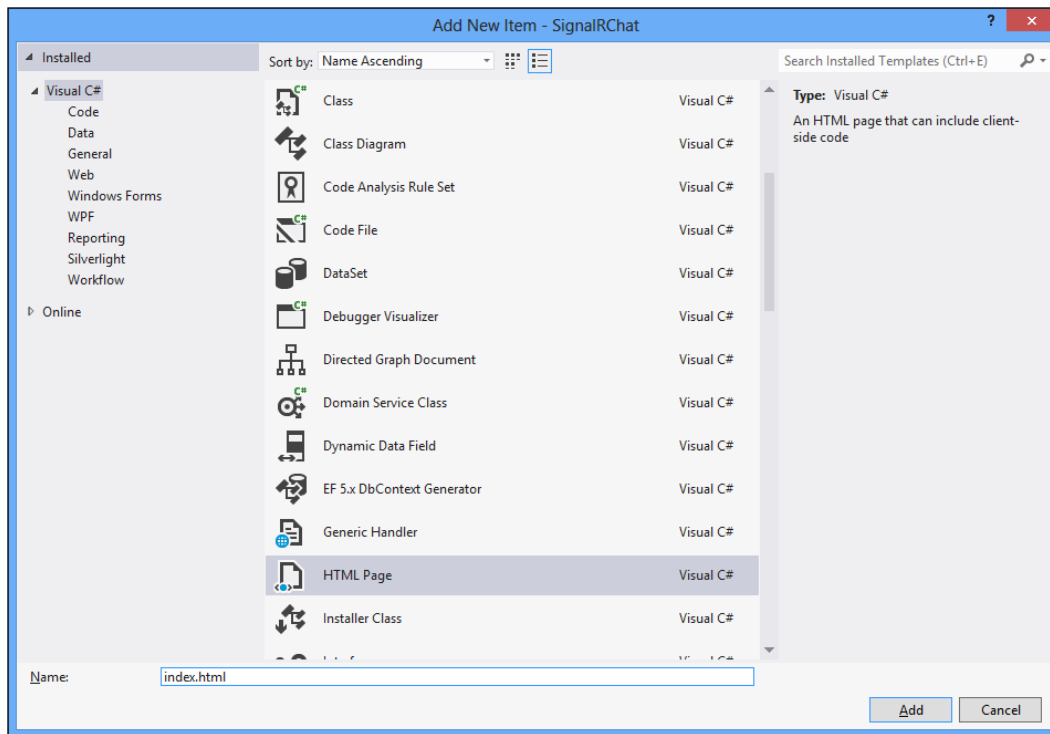 Add New Item - SignalRChat
?
Installed
Sort by: Name Ascending
Search Installed Templates (Ctrl+E)
Visual C#
Code
Data
General
Web
Windows Forms
WPF
Reporting
Silverlight
Workflow
Online
Class Visual C#
Class Diagram Visual C#
Code Analysis Rule Set Visual C#
Code File Visual C#
DataSet Visual C#
Debugger Visualizer Visual C#
Directed Graph Document Visual C#
Domain Service Class Visual C#
Dynamic Data Field Visual C#
EF 5.x DbContext Generator Visual C#
Generic Handler Visual C#
HTML Page Visual C#
Installer Class Visual C#
Type: Visual C#
An HTML page that can include client-
side code
Name: index.html
Add Cancel